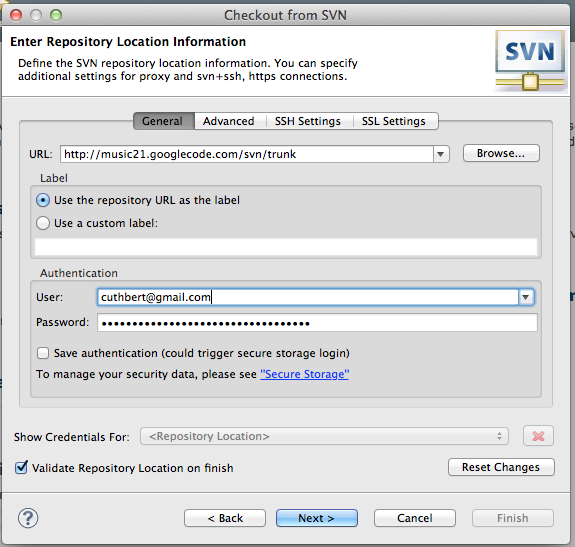 Checkout from SVN
Enter Repository Location Information
Define the SVN repository location information. You can specify
additional settings for proxy and svn+ssh, https connections.
SVN
General Advanced SSH Settings SSL Settings
URL: http://music21.googlecode.com/svn/trunk Browse...
Label
Use the repository URL as the label
Use a custom label:
Authentication
User: cuthbert@gmail.com
Password: ••••••••••••••••••••••••••••••••••
Save authentication (could trigger secure storage login)
To manage your security data, please see "Secure Storage"
Show Credentials For: <Repository Location>
Validate Repository Location on finish Reset Changes
? < Back Next > Cancel Finish